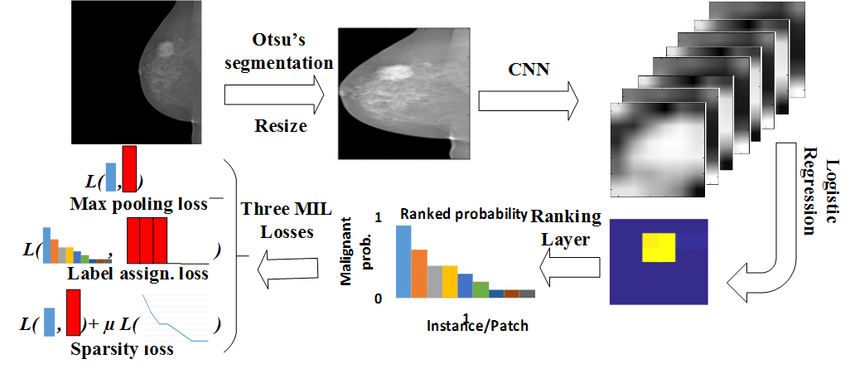 Otsu's
segmentation
Resize
CNN
Logistic
Regression
Ranking
Layer
1
Ranked probability
Malignant
prob.
0
1
Instance/Patch
Three MIL
Losses
L( , )
Max pooling loss
L( , )
Label assign. loss
L( , )+ μ L( )
Sparsity loss